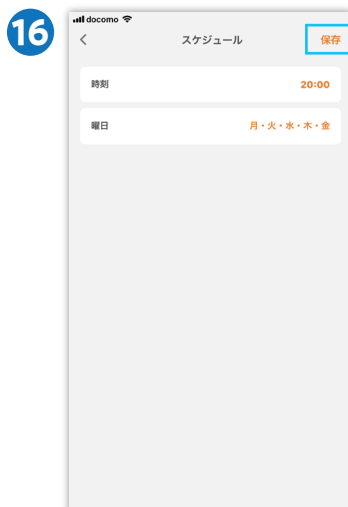 16
docomo
スケジュール
保存
時刻
20:00
曜日
月・火・水・木・金